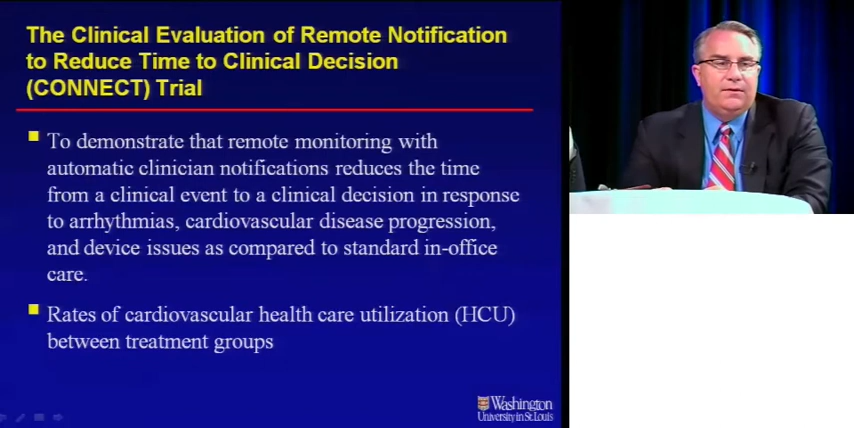 The Clinical Evaluation of Remote Notification
to Reduce Time to Clinical Decision
(CONNECT) Trial
To demonstrate that remote monitoring with
automatic clinician notifications reduces the time
from a clinical event to a clinical decision in response
to arrhythmias, cardiovascular disease progression,
and device issues as compared to standard in-office
care.
Rates of cardiovascular health care utilization (HCU)
between treatment groups
Washington
University in St. Louis